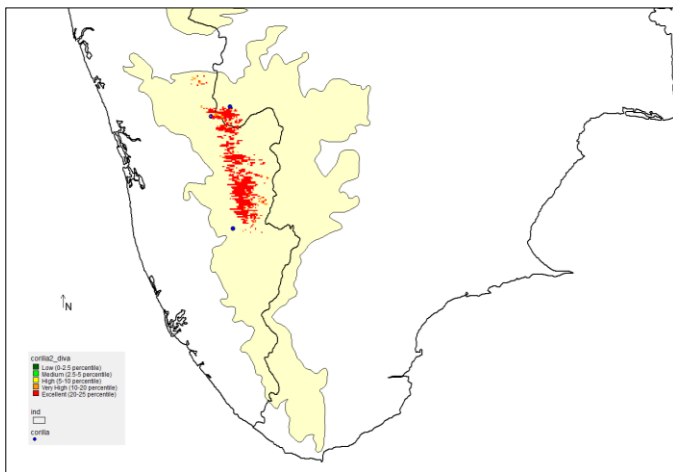 N
corilla2_diva
Low (0-2.5 percentile)
Medium (2.5-5 percentile)
High (5-10 percentile)
Very High (10-20 percentile)
Excellent (20-25 percentile)
ind
corilla